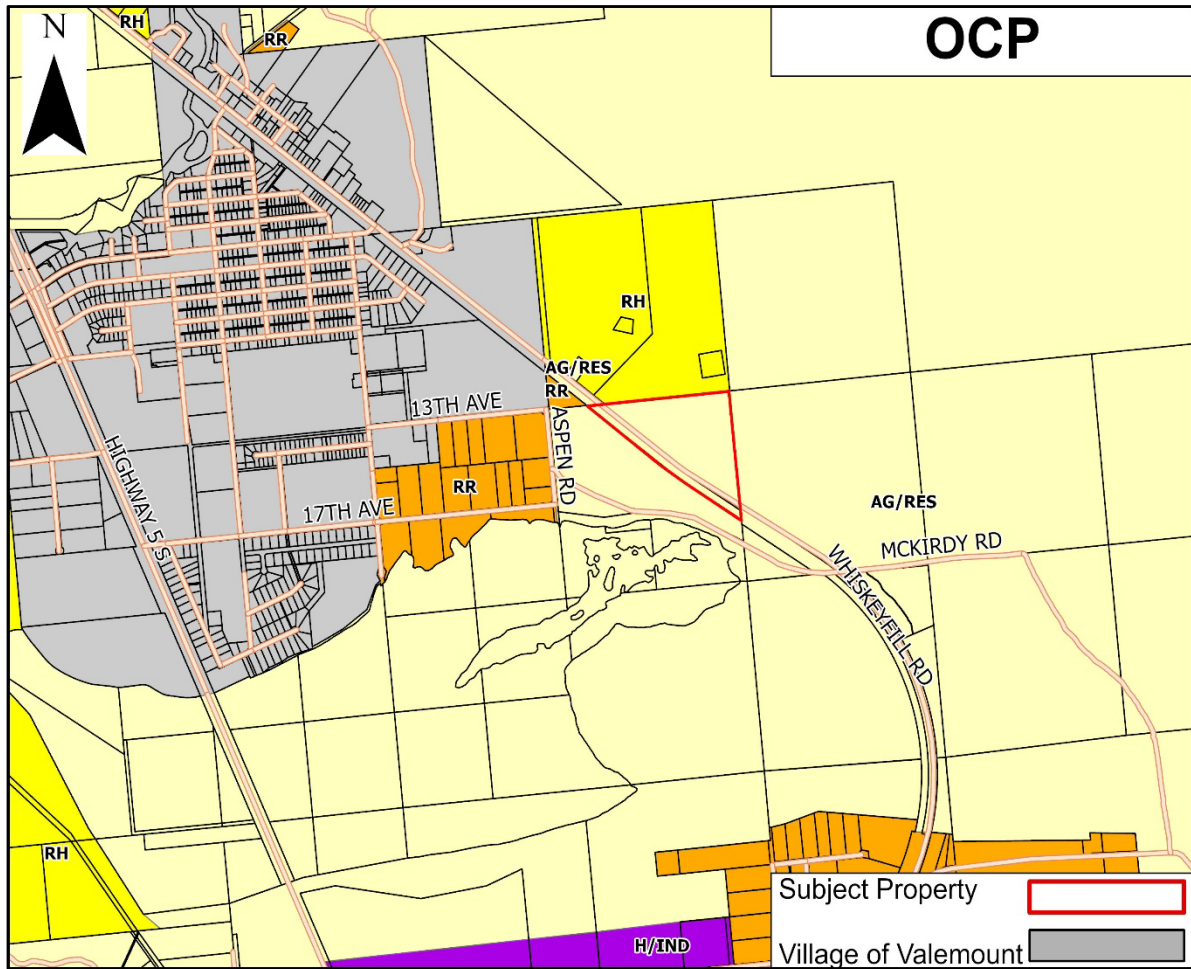 OCP
N
RH
RR
RH
AG/RES
RR
13TH AVE
ASPEN RD
HIGHWAY 5 S
RR
17TH AVE
AG/RES
MCKIRDY RD
WHISKEYFILL RD
RH
H/IND
Subject Property
Village of Valemount